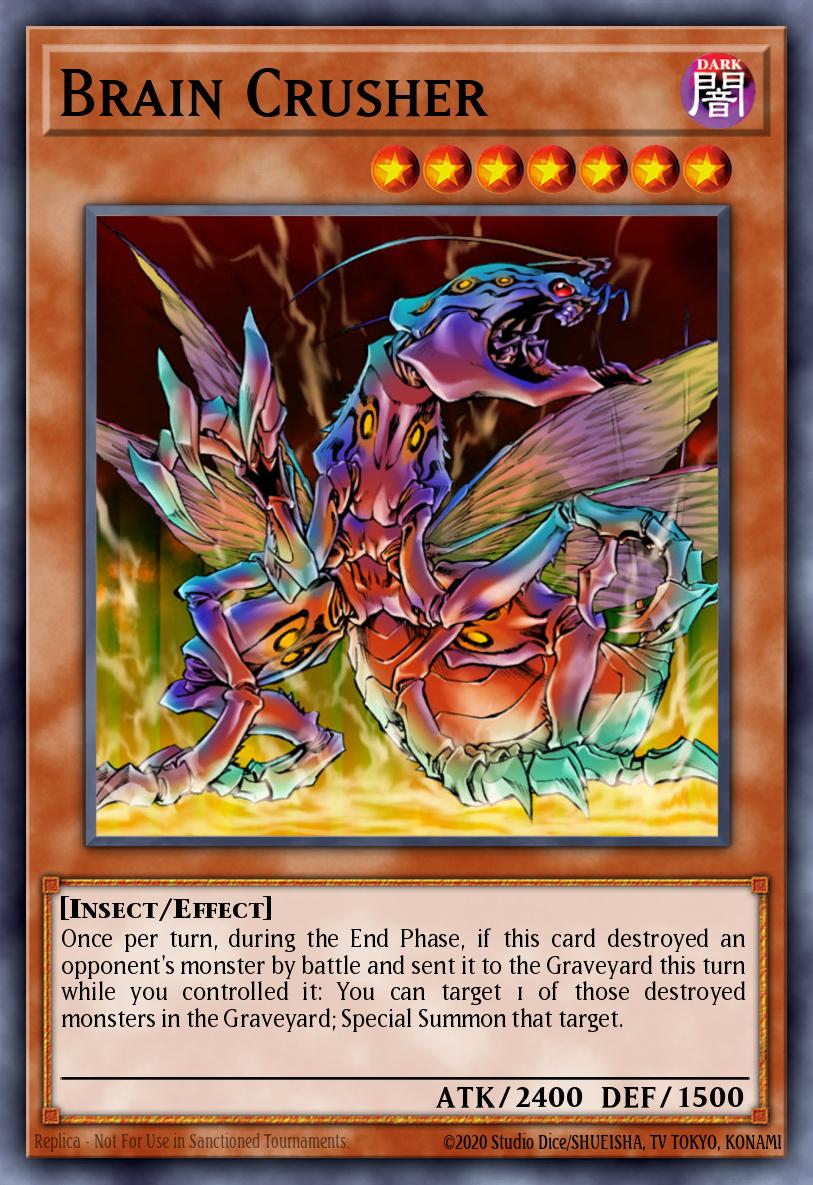 Brain Crusher
DARK
闇
[Insect/Effect]
Once per turn, during the End Phase, if this card destroyed an
opponent's monster by battle and sent it to the Graveyard this turn
while you controlled it: You can target 1 of those destroyed
monsters in the Graveyard; Special Summon that target.
ATK/2400 DEF/1500
Replica - Not For Use in Sanctioned Tournaments.
©2020 Studio Dice/SHUEISHA, TV TOKYO, KONAMI